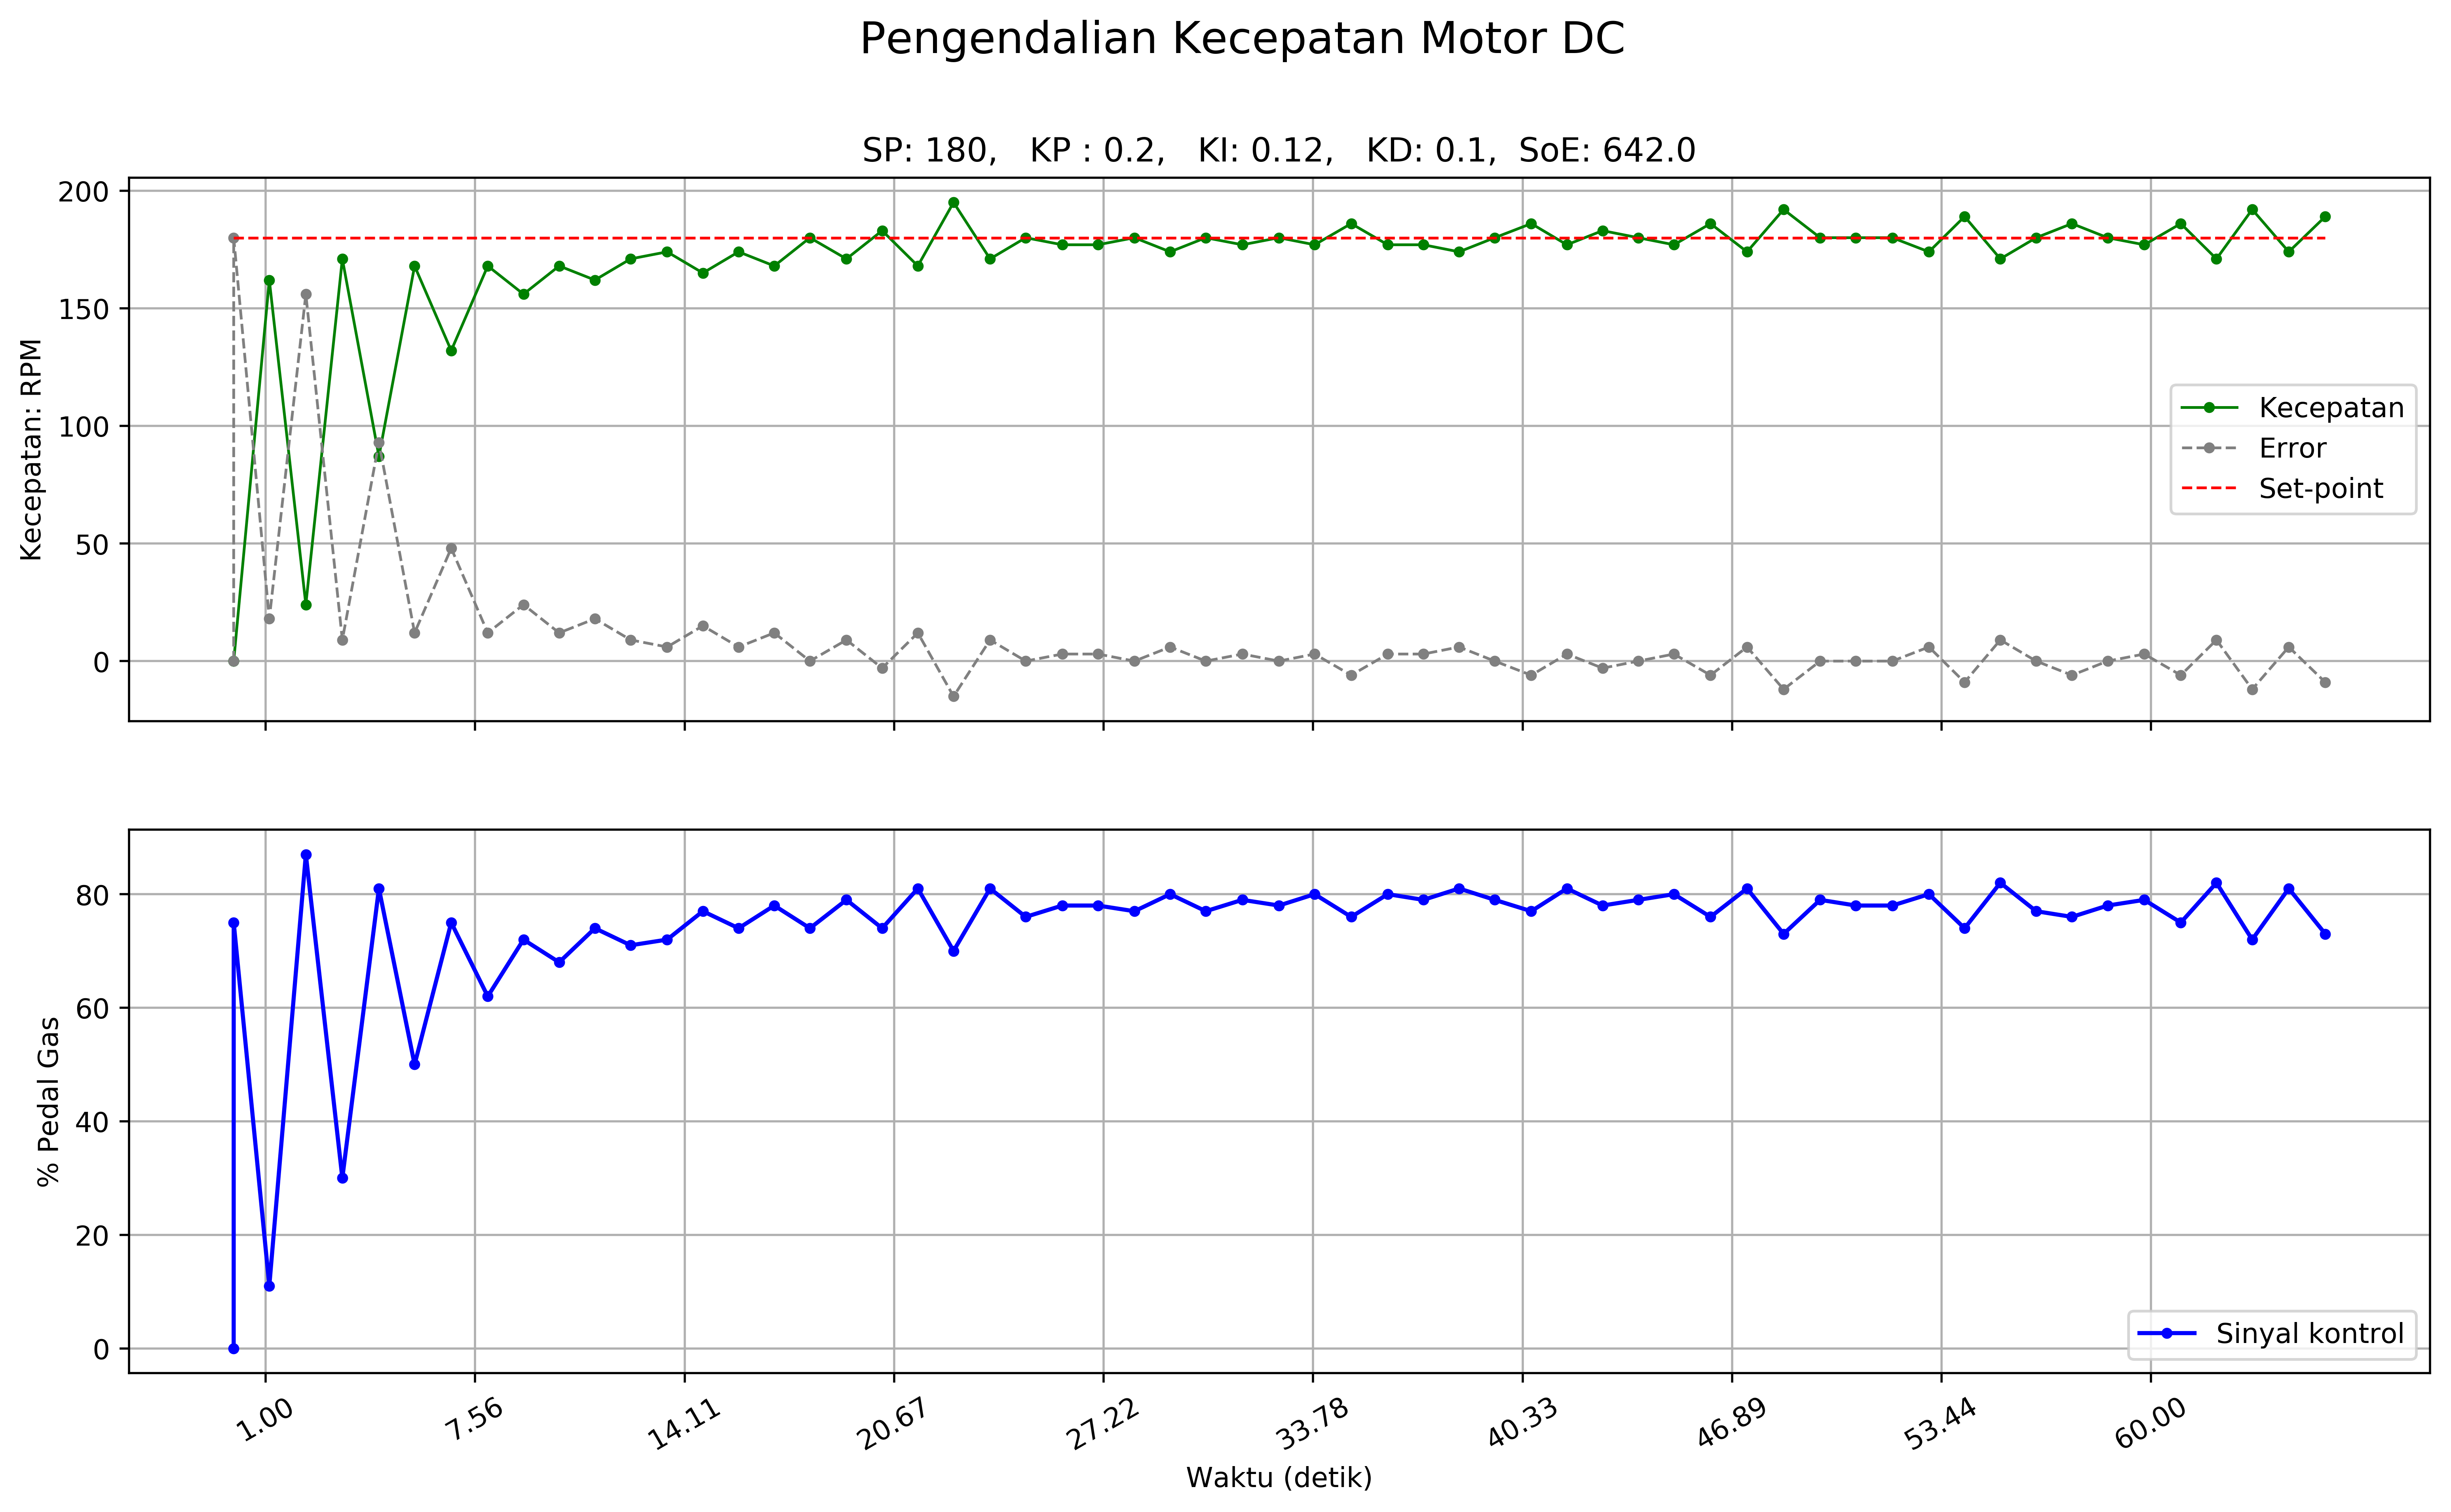 Pengendalian Kecepatan Motor DC
SP: 180, KP : 0.2, KI: 0.12, KD: 0.1, SoE: 642.0
Kecepatan: RPM
200
150
100
50
0
Kecepatan
Error
Set-point
% Pedal Gas
80
60
40
20
0
Sinyal kontrol
1.00 7.56 14.11 20.67 27.22 33.78 40.33 46.89 53.44 60.00
Waktu (detik)